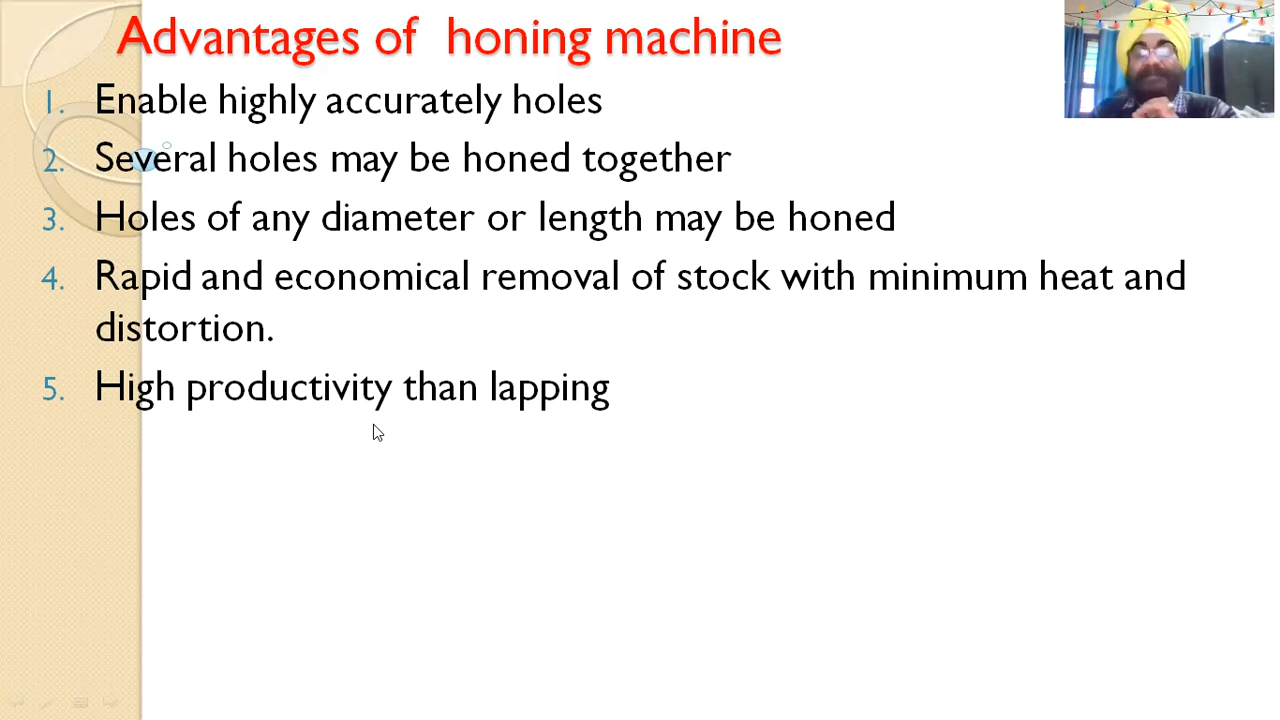 Advantages of honing machine
1. Enable highly accurately holes
2. Several holes may be honed together
3. Holes of any diameter or length may be honed
4. Rapid and economical removal of stock with minimum heat and
distortion.
5. High productivity than lapping